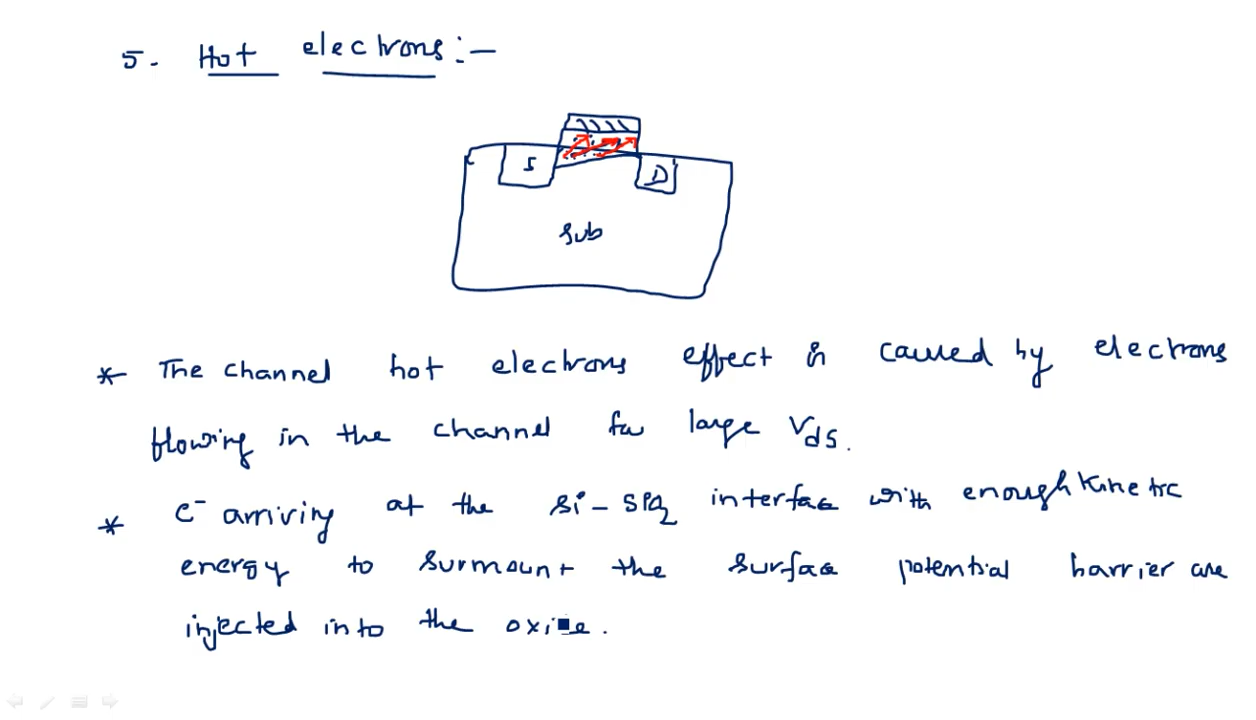 5. Hot electrons:-
S
D
Sub
* The channel hot electrons effect is caused by electrons
flowing in the channel for large Vds.
* e⁻ arriving at the Si - SiO2 interface with enough kinetic
energy to surmount the surface potential barrier are
injected into the oxide.